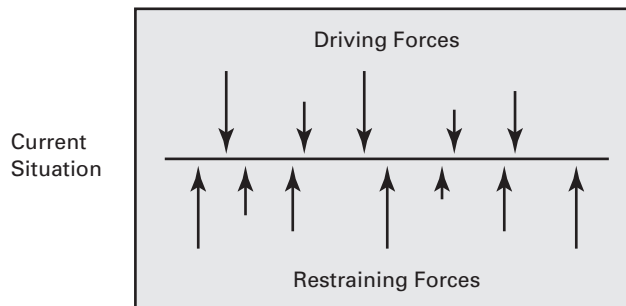 Driving Forces
Current
Situation
Restraining Forces